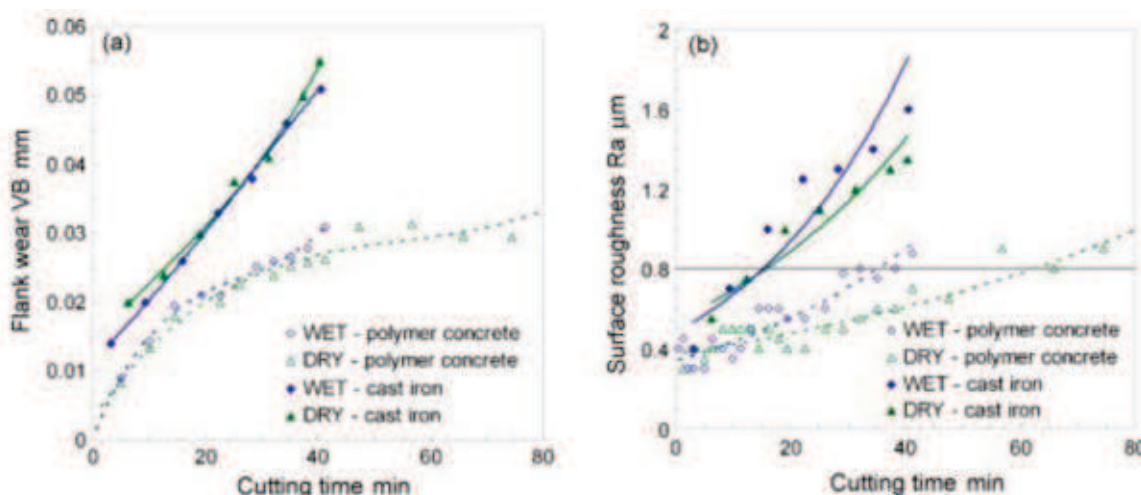 (a)
Flank wear VB mm
0.06
0.05
0.04
0.03
0.02
0.01
0
WET - polymer concrete
DRY - polymer concrete
WET - cast iron
DRY - cast iron
0 20 40 60 80
Cutting time min
(b)
Surface roughness Ra μm
2
1.6
1.2
0.8
0.4
0
WET - polymer concrete
DRY - polymer concrete
WET - cast iron
DRY - cast iron
0 20 40 60 80
Cutting time min